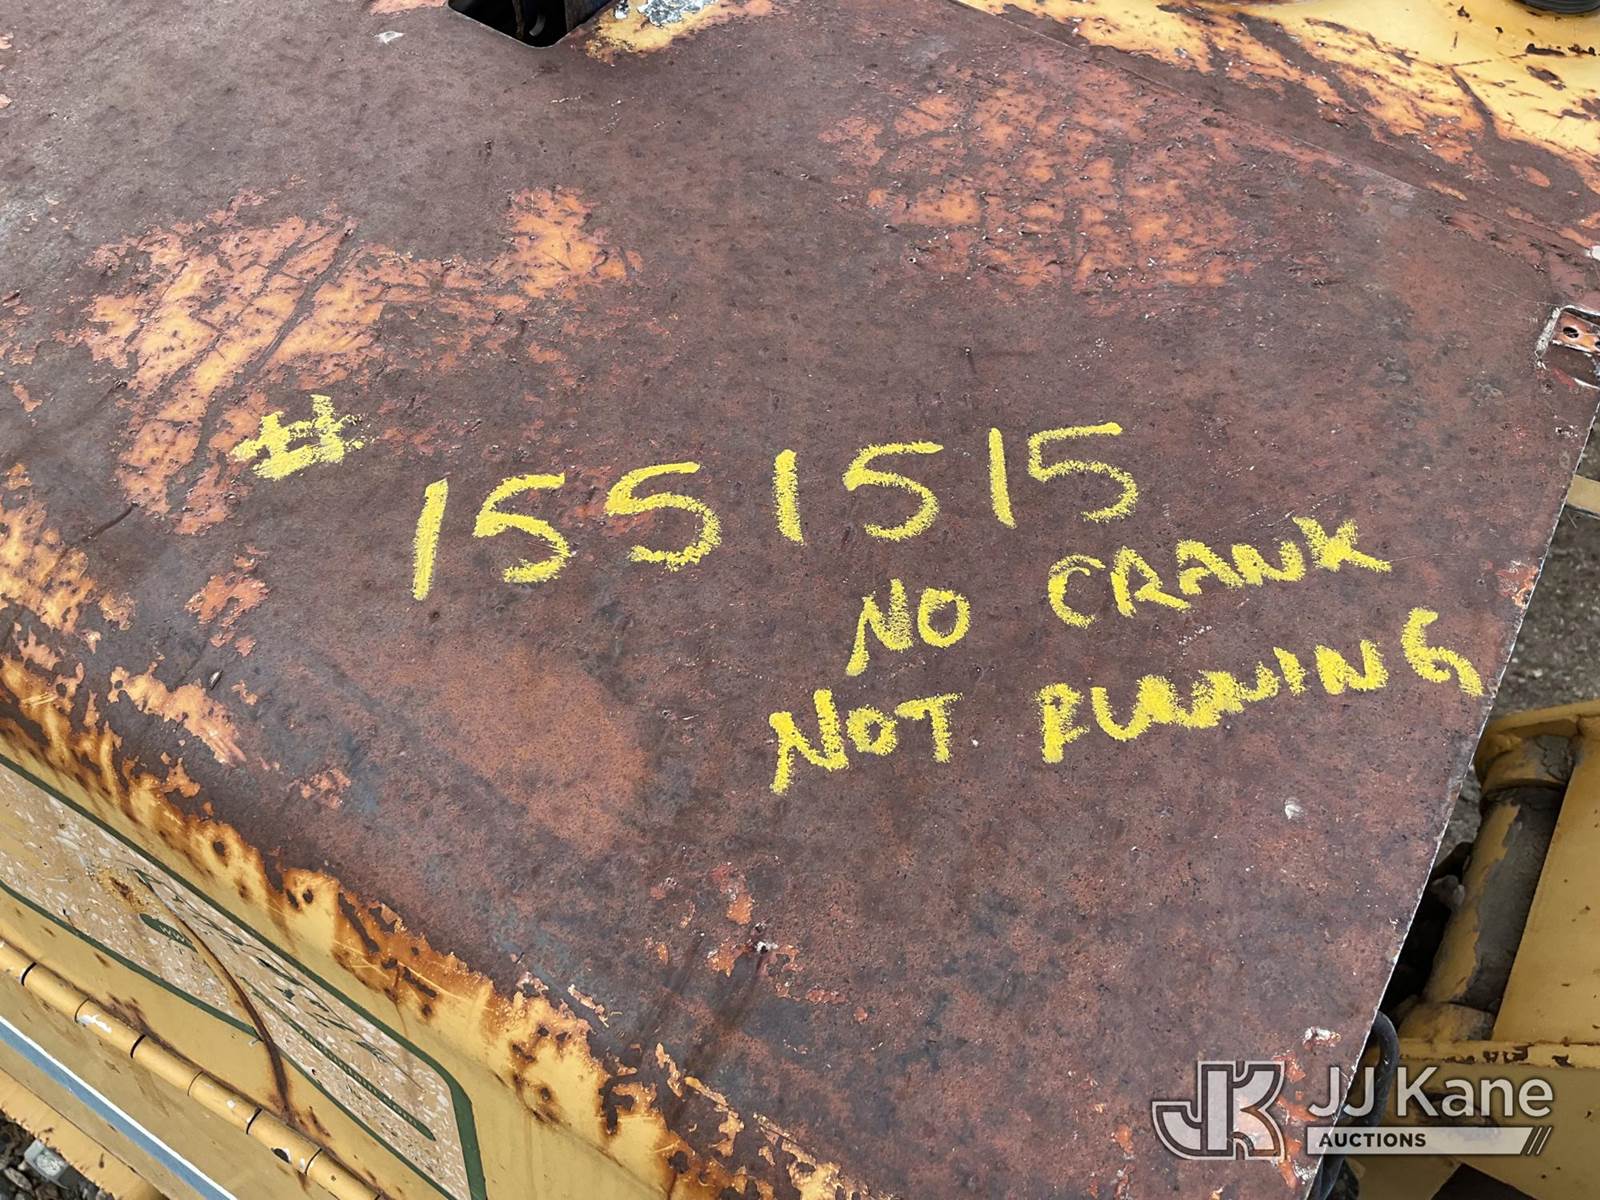 # 1551515
NO CRANK
NOT RUNNING
JJ Kane
AUCTIONS